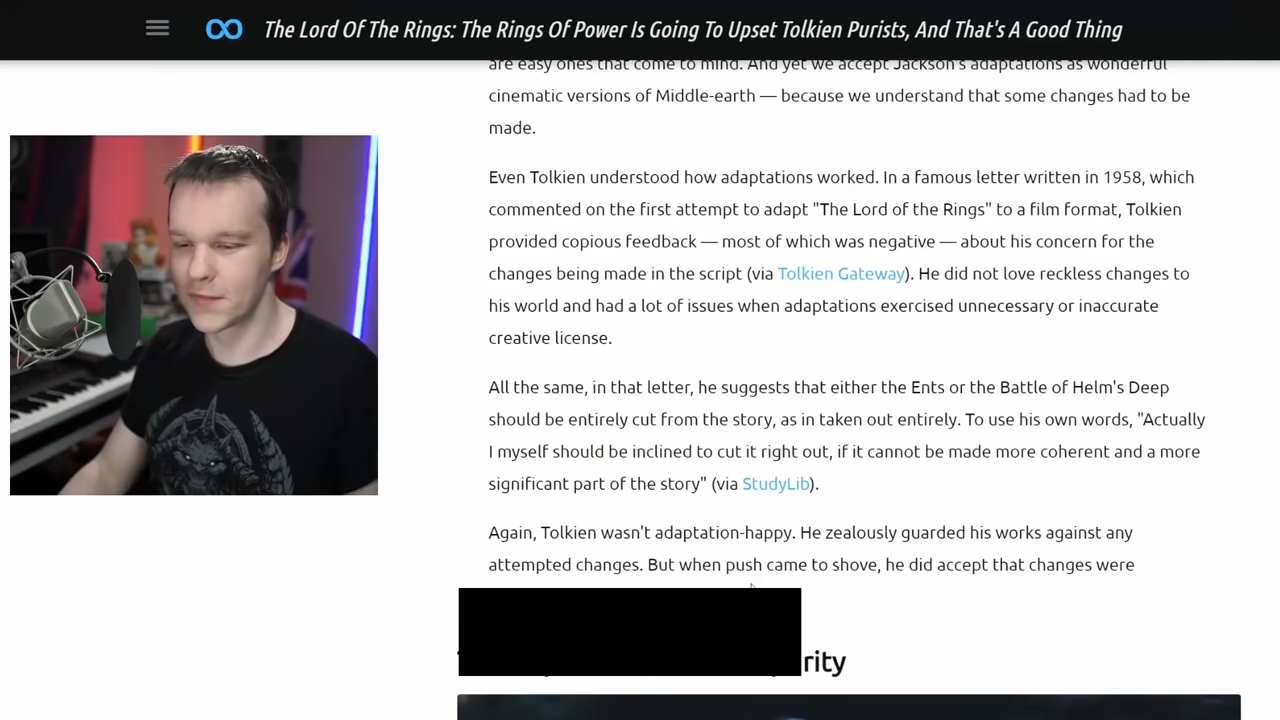 The Lord Of The Rings: The Rings Of Power Is Going To Upset Tolkien Purists, And That's A Good Thing
are easy ones that come to mind. And yet we accept Jackson's adaptations as wonderful
cinematic versions of Middle-earth — because we understand that some changes had to be
made.
Even Tolkien understood how adaptations worked. In a famous letter written in 1958, which
commented on the first attempt to adapt "The Lord of the Rings" to a film format, Tolkien
provided copious feedback — most of which was negative — about his concern for the
changes being made in the script (via Tolkien Gateway). He did not love reckless changes to
his world and had a lot of issues when adaptations exercised unnecessary or inaccurate
creative license.
All the same, in that letter, he suggests that either the Ents or the Battle of Helm's Deep
should be entirely cut from the story, as in taken out entirely. To use his own words, "Actually
I myself should be inclined to cut it right out, if it cannot be made more coherent and a more
significant part of the story" (via StudyLib).
Again, Tolkien wasn't adaptation-happy. He zealously guarded his works against any
attempted changes. But when push came to shove, he did accept that changes were